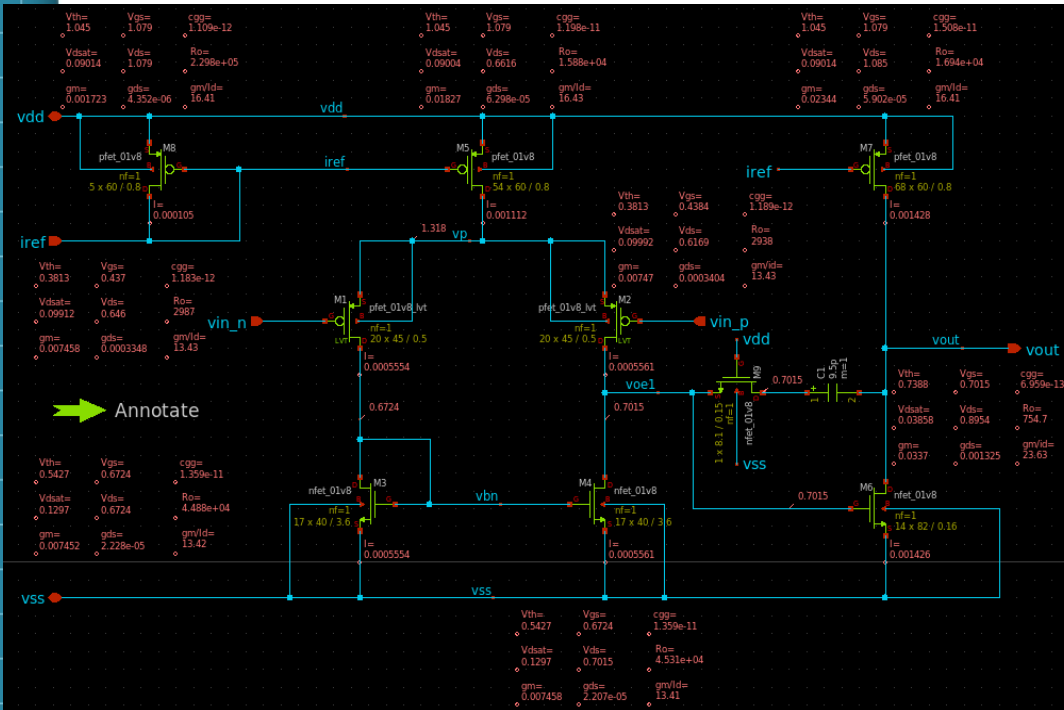 Vth= Vgs= cgg=
1.045 1.079 1.109e-12
Vdsat= Vds= Ro=
0.09014 1.079 2.298e+05
gm= gds= gm/Id=
0.001723 4.352e-06 16.41
Vth= Vgs= cgg=
1.045 1.079 1.198e-11
Vdsat= Vds= Ro=
0.09004 0.6616 1.588e+04
gm= gds= gm/Id=
0.01827 6.298e-05 16.43
Vth= Vgs= cgg=
1.045 1.079 1.508e-11
Vdsat= Vds= Ro=
0.09014 1.085 1.694e+04
gm= gds= gm/Id=
0.02344 5.902e-05 16.41
vdd
vdd
M8
pfet_01v8
G
S
B
D
nf=1
5 x 60 / 0.8
I=
0.000105
iref
M5
pfet_01v8
G
S
B
D
nf=1
54 x 60 / 0.8
I=
0.001112
iref
M7
pfet_01v8
G
S
B
D
nf=1
68 x 60 / 0.8
I=
0.001428
iref
1.318
vp
Vth= Vgs= cgg=
0.3813 0.4384 1.189e-12
Vdsat= Vds= Ro=
0.09992 0.6169 2938
gm= gds= gm/id=
0.00747 0.0003404 13.43
Vth= Vgs= cgg=
0.3813 0.437 1.183e-12
Vdsat= Vds= Ro=
0.09912 0.646 2987
gm= gds= gm/Id=
0.007458 0.0003348 13.43
vin_n
M1
pfet_01v8_lvt
G
S
B
D
LVT
nf=1
20 x 45 / 0.5
I=
0.0005554
M2
pfet_01v8_lvt
G
S
B
D
LVT
nf=1
20 x 45 / 0.5
I=
0.0005561
vin_p
vdd
voe1
M9
nfet_01v8
nf=1
1 x 8.1 / 0.15
vss
0.7015
C1
9.5p
m=1
+
1
2
vout
vout
Vth= Vgs= cgg=
0.7388 0.7015 6.959e-13
Vdsat= Vds= Ro=
0.03858 0.8954 754.7
gm= gds= gm/id=
0.0337 0.001325 23.63
Annotate
0.6724
0.7015
Vth= Vgs= cgg=
0.5427 0.6724 1.359e-11
Vdsat= Vds= Ro=
0.1297 0.6724 4.488e+04
gm= gds= gm/Id=
0.007452 2.228e-05 13.42
M3
nfet_01v8
G
D
B
S
nf=1
17 x 40 / 3.6
I=
0.0005554
vbn
M4
nfet_01v8
G
D
B
S
nf=1
17 x 40 / 3.6
I=
0.0005561
0.7015
M6
nfet_01v8
G
D
B
S
nf=1
14 x 82 / 0.16
I=
0.001426
vss
vss
Vth= Vgs= cgg=
0.5427 0.6724 1.359e-11
Vdsat= Vds= Ro=
0.1297 0.7015 4.531e+04
gm= gds= gm/Id=
0.007458 2.207e-05 13.41